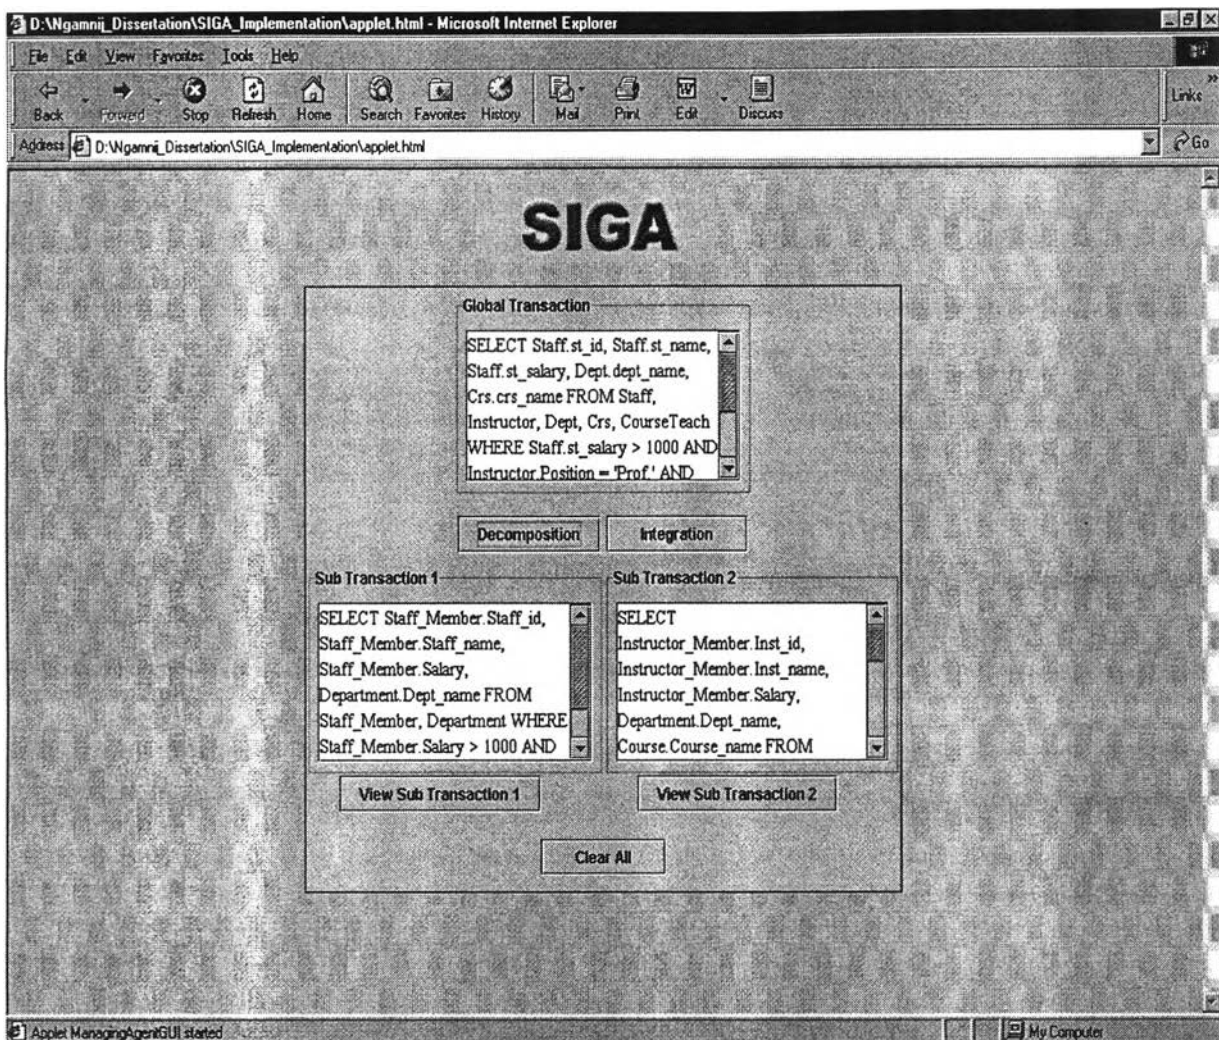 D:\Ngamnij_Dissertation\SIGA_Implementation\applet.html - Microsoft Internet Explorer
File Edit View Favorites Tools Help
Back Forward Stop Refresh Home Search Favorites History Mail Print Edit Discuss Links
Address D:\Ngamnij_Dissertation\SIGA_Implementation\applet.html Go
SIGA
Global Transaction
SELECT Staff.st_id, Staff.st_name,
Staff.st_salary, Dept.dept_name,
Crs.crs_name FROM Staff,
Instructor, Dept, Crs, CourseTeach
WHERE Staff.st_salary > 1000 AND
Instructor.Position = 'Prof.' AND
Decomposition Integration
Sub Transaction 1
SELECT Staff_Member.Staff_id,
Staff_Member.Staff_name,
Staff_Member.Salary,
Department.Dept_name FROM
Staff_Member, Department WHERE
Staff_Member.Salary > 1000 AND
View Sub Transaction 1
Sub Transaction 2
SELECT
Instructor_Member.Inst_id,
Instructor_Member.Inst_name,
Instructor_Member.Salary,
Department.Dept_name,
Course.Course_name FROM
View Sub Transaction 2
Clear All
Applet ManagingAgentGUI started
My Computer